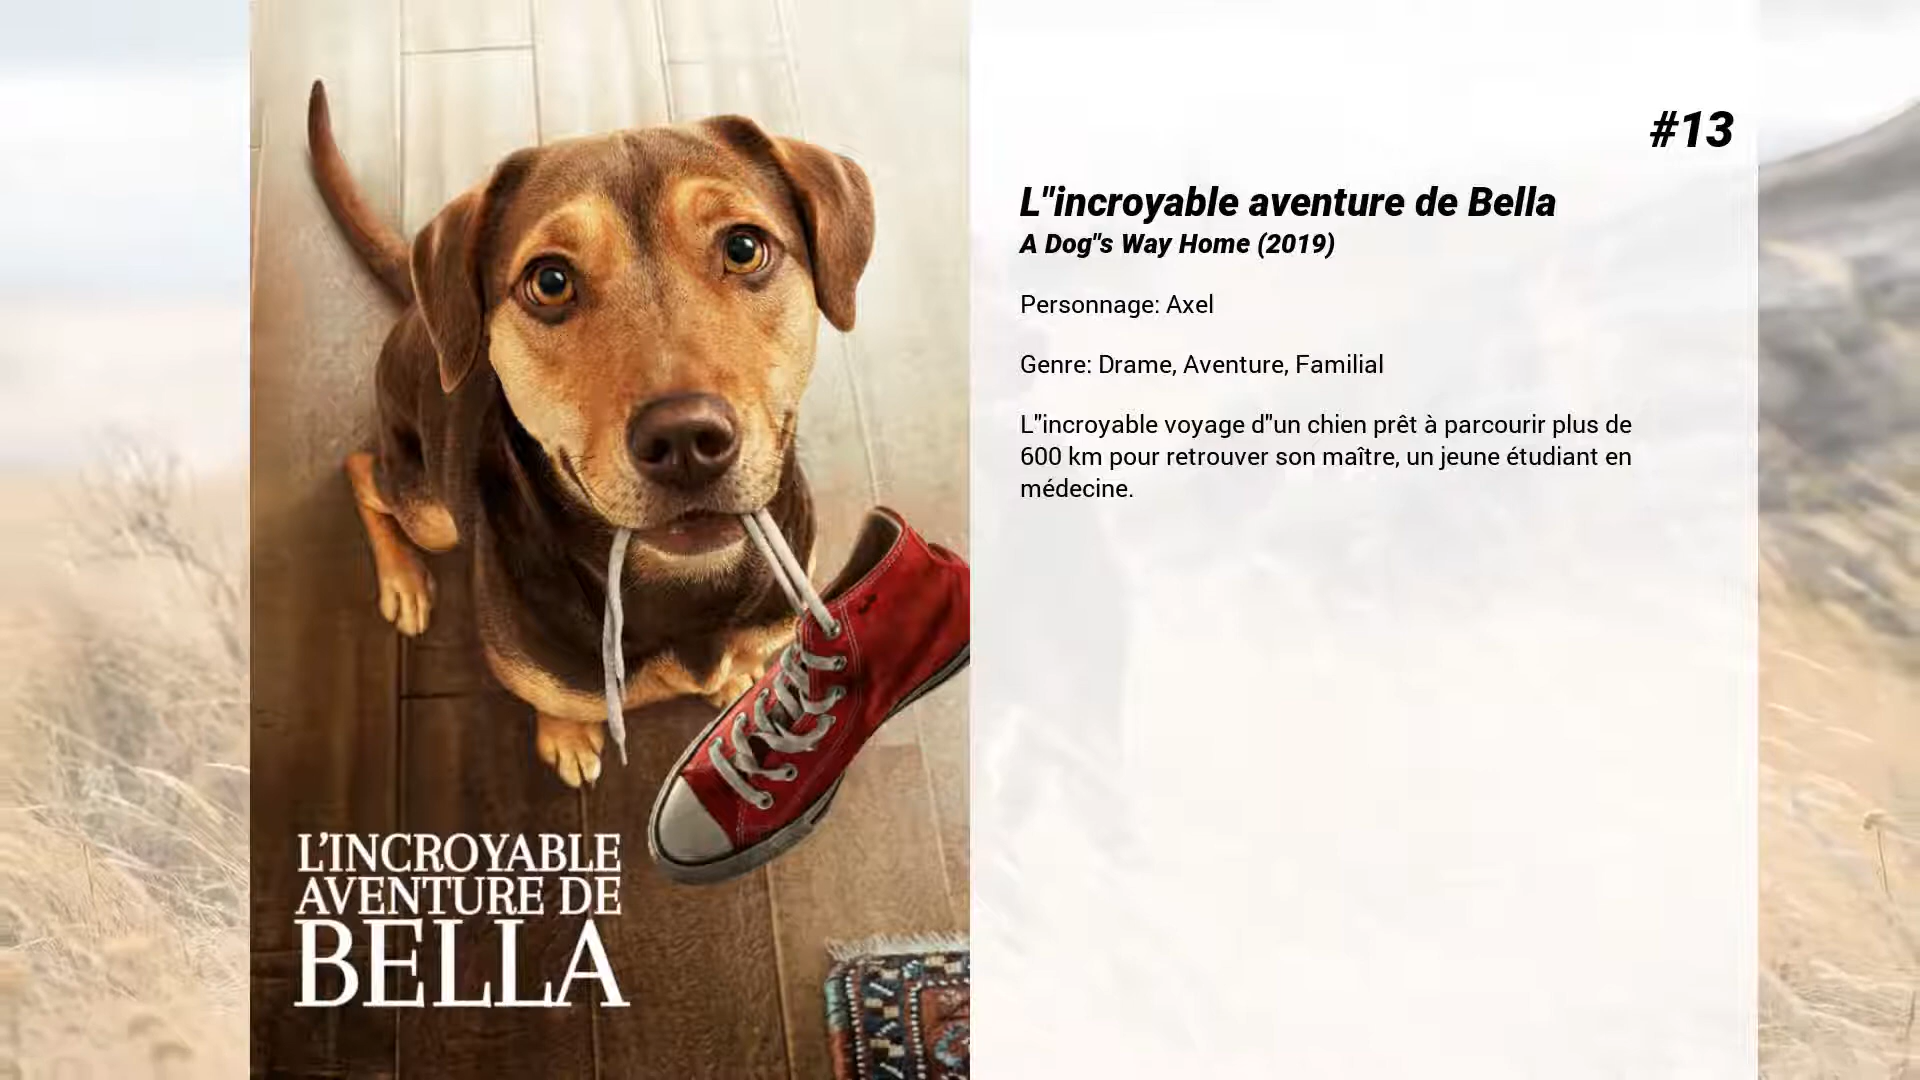 #13
L"incroyable aventure de Bella
A Dog"s Way Home (2019)
Personnage: Axel
Genre: Drame, Aventure, Familial
L"incroyable voyage d"un chien prêt à parcourir plus de
600 km pour retrouver son maître, un jeune étudiant en
médecine.
L'INCROYABLE
AVENTURE DE
BELLA